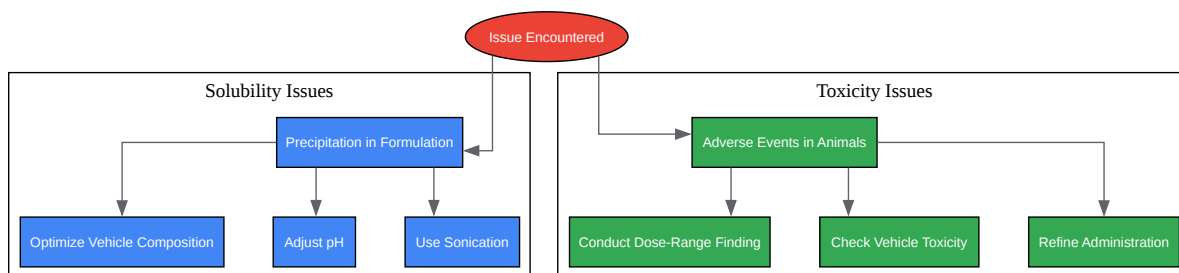 Issue Encountered
Solubility Issues
Toxicity Issues
Precipitation in Formulation
Adverse Events in Animals
Optimize Vehicle Composition
Adjust pH
Use Sonication
Conduct Dose-Range Finding
Check Vehicle Toxicity
Refine Administration